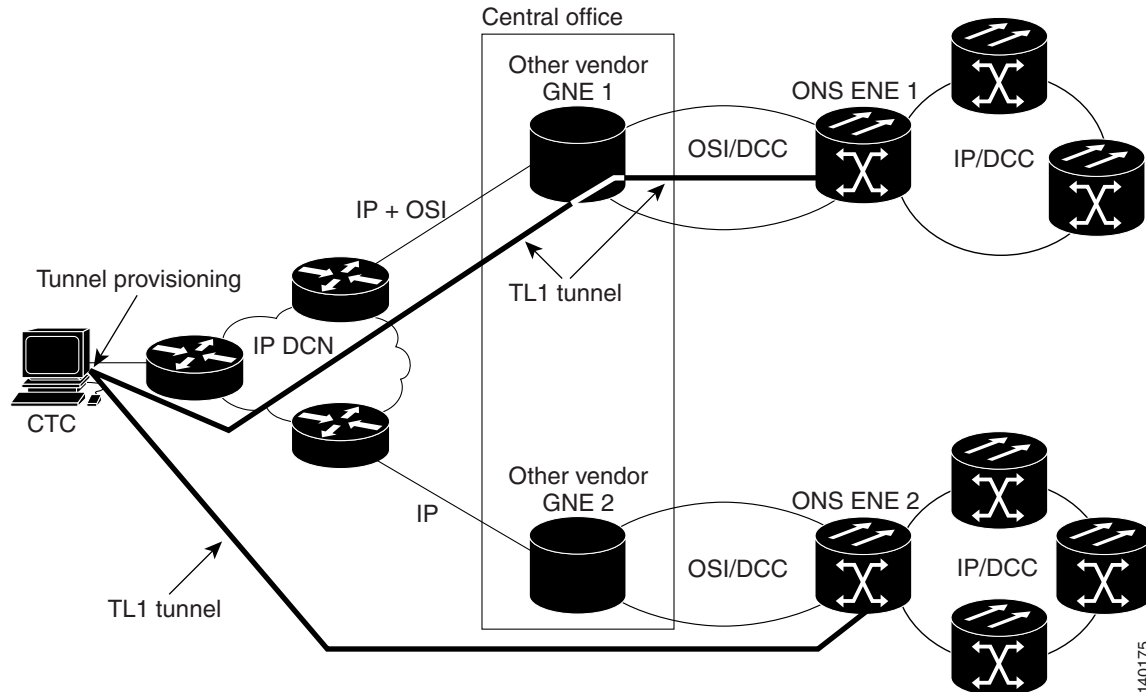 Central office
Other vendor
GNE 1
ONS ENE 1
OSI/DCC
IP/DCC
IP + OSI
Tunnel provisioning
TL1 tunnel
IP DCN
CTC
Other vendor
GNE 2
ONS ENE 2
IP
OSI/DCC
IP/DCC
TL1 tunnel
140175